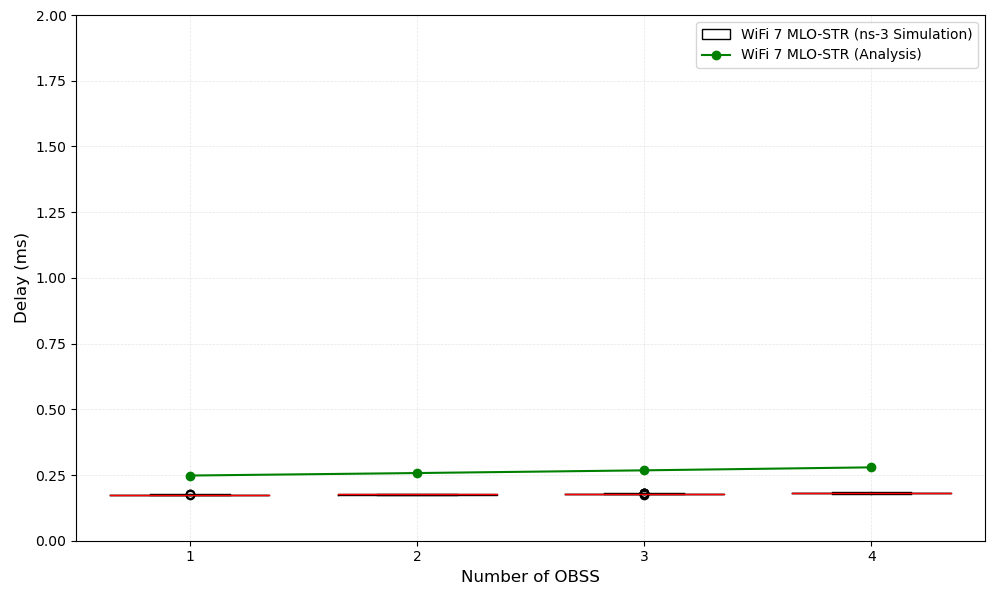 2.00
1.75
1.50
1.25
1.00
0.75
0.50
0.25
0.00
Delay (ms)
WiFi 7 MLO-STR (ns-3 Simulation)
WiFi 7 MLO-STR (Analysis)
1 2 3 4
Number of OBSS